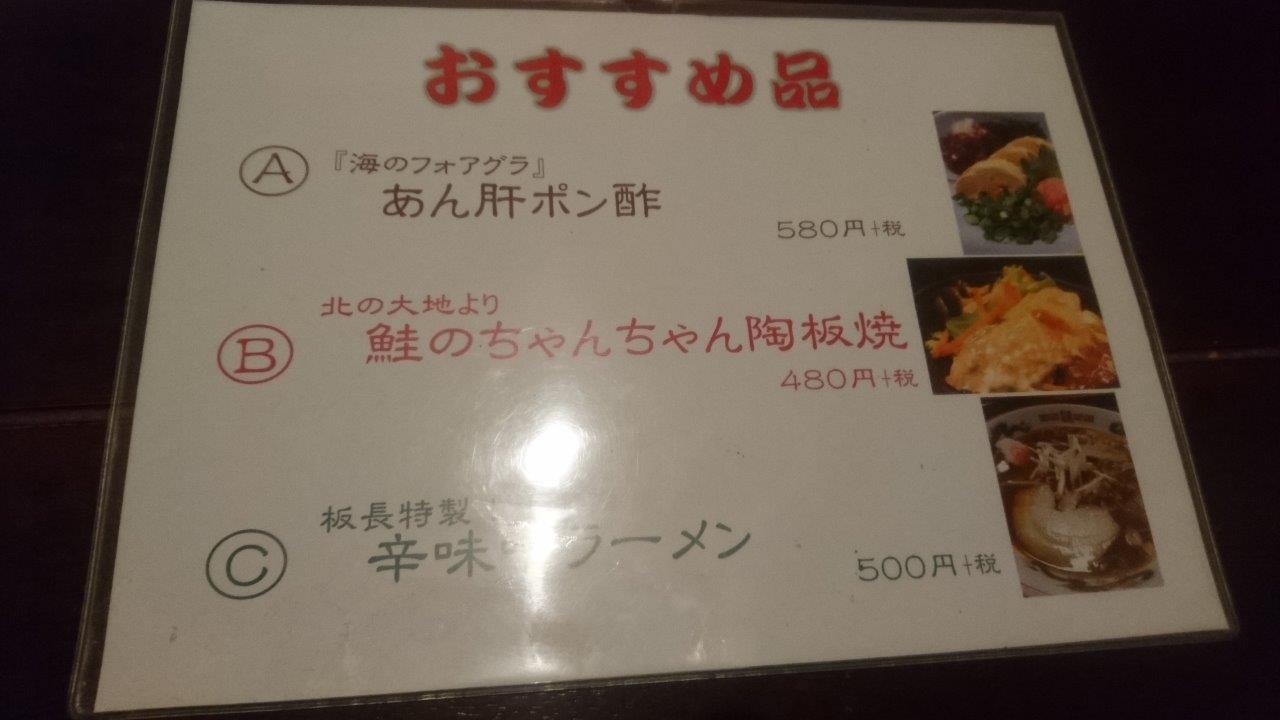 おすすめ品
A 『海のフォアグラ』
あん肝ポン酢
580円+税
北の大地より
B 鮭のちゃんちゃん陶板焼
480円+税
板長特製
C 辛味 ラーメン
500円+税